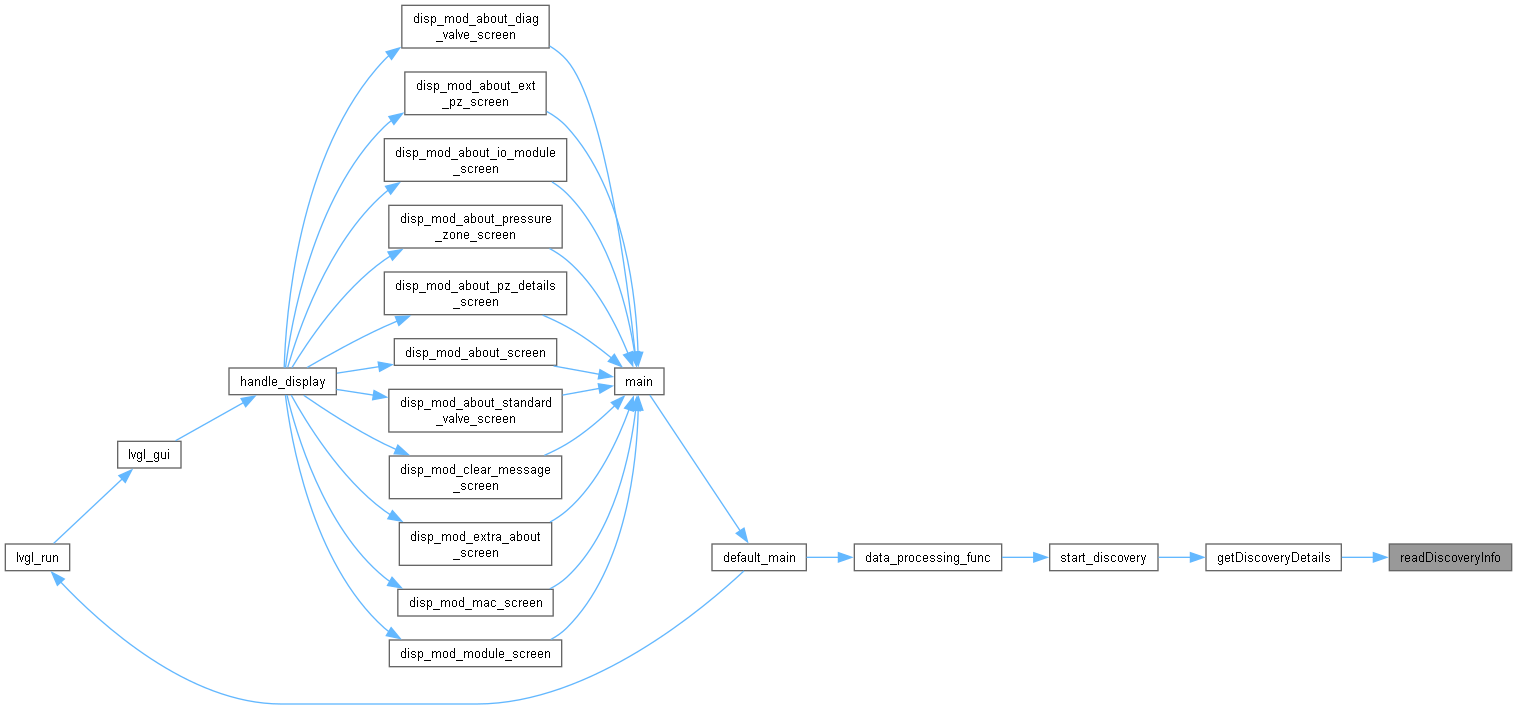 disp_mod_about_diag
_valve_screen
disp_mod_about_ext
_pz_screen
disp_mod_about_io_module
_screen
disp_mod_about_pressure
_zone_screen
disp_mod_about_pz_details
_screen
disp_mod_about_screen
handle_display
main
disp_mod_about_standard
_valve_screen
lvgl_gui
disp_mod_clear_message
_screen
disp_mod_extra_about
_screen
lvgl_run
default_main
data_processing_func
start_discovery
getDiscoveryDetails
readDiscoveryInfo
disp_mod_mac_screen
disp_mod_module_screen